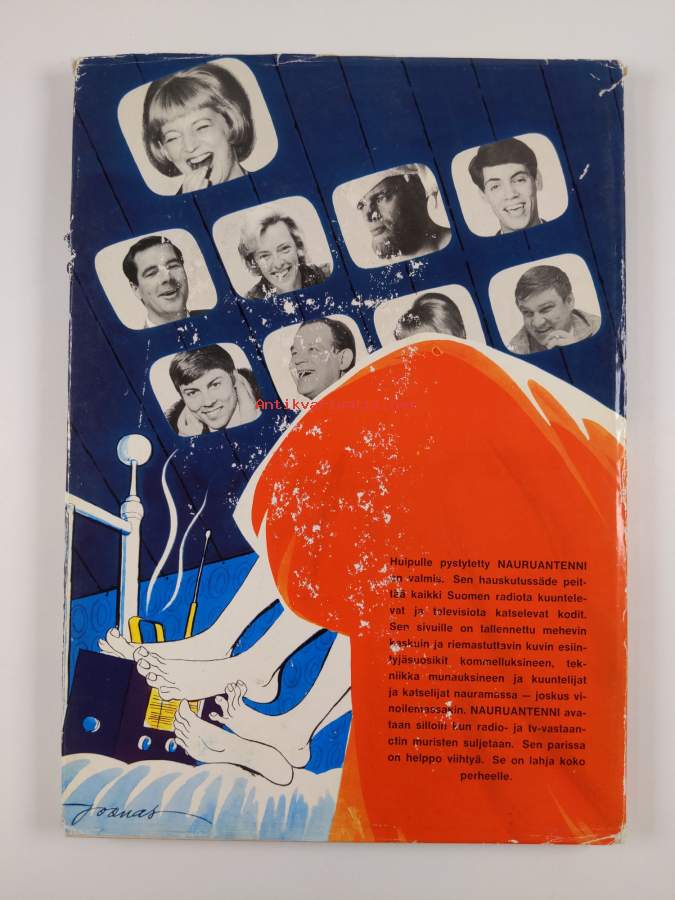 Antikvariaatti
Huipulle pystytetty NAURUANTENNI
on valmis. Sen hauskutussäde peit-
tää kaikki Suomen radiota kuuntele-
vat ja televisiota katselevat kodit.
Sen sivuille on tallennettu mehevin
kaskuin ja riemastuttavin kuvin esiin-
tyjäsuosikit kommelluksineen, tek-
niikka munauksineen ja kuuntelijat
ja katselijat nauramassa — joskus vi-
noilemassakin. NAURUANTENNI ava-
taan silloin kun radio- ja tv-vastaan-
otin muristen suljetaan. Sen parissa
on helppo viihtyä. Se on lahja koko
perheelle.
Joonas